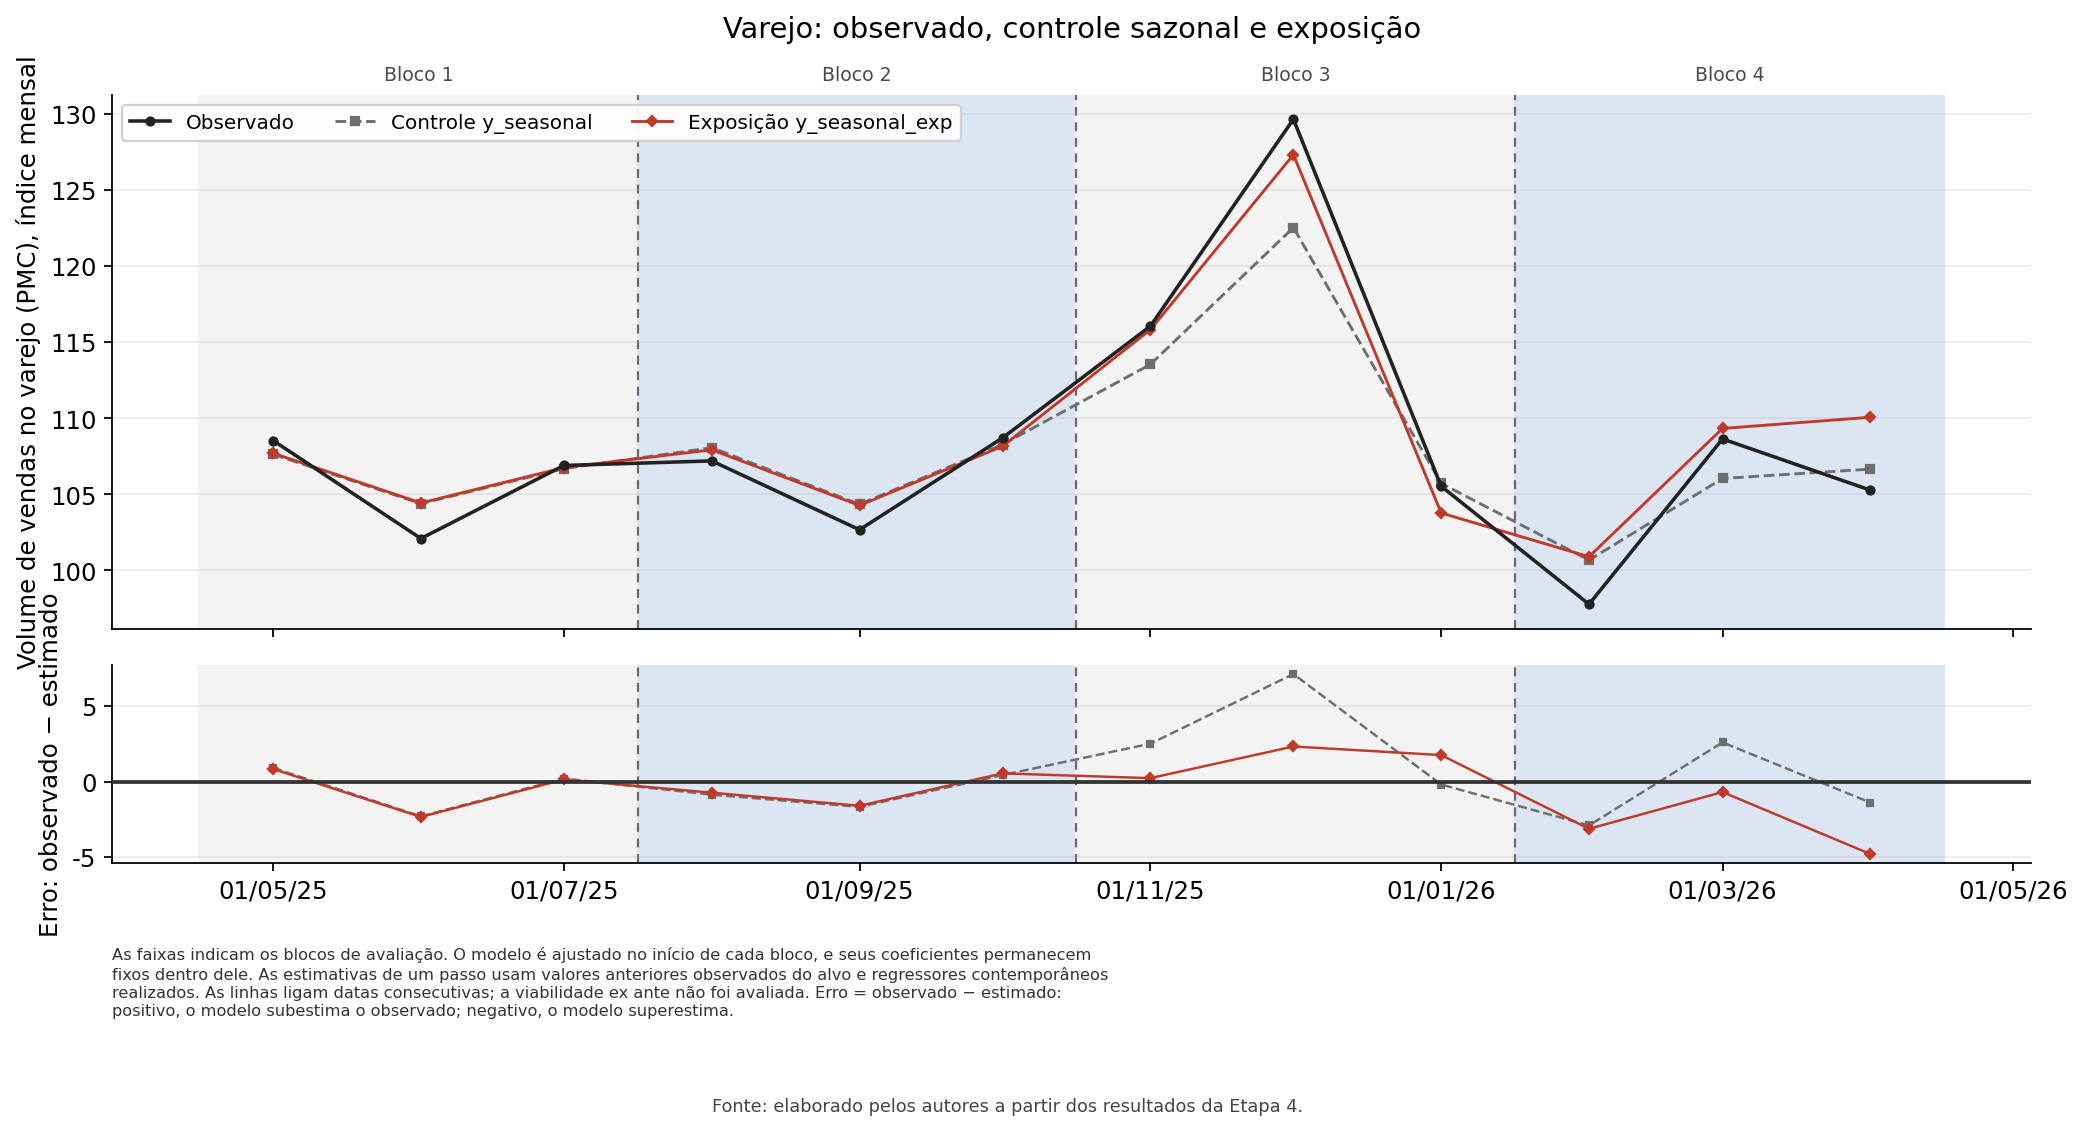 Varejo: observado, controle sazonal e exposição
Bloco 1
Bloco 2
Bloco 3
Bloco 4
Observado
Controle y_seasonal
Exposição y_seasonal_exp
Volume de vendas no varejo (PMC), índice mensal
130
125
120
115
110
105
100
Erro: observado − estimado
5
0
-5
01/05/25
01/07/25
01/09/25
01/11/25
01/01/26
01/03/26
01/05/26
As faixas indicam os blocos de avaliação. O modelo é ajustado no início de cada bloco, e seus coeficientes permanecem
fixos dentro dele. As estimativas de um passo usam valores anteriores observados do alvo e regressores contemporâneos
realizados. As linhas ligam datas consecutivas; a viabilidade ex ante não foi avaliada. Erro = observado − estimado:
positivo, o modelo subestima o observado; negativo, o modelo superestima.
Fonte: elaborado pelos autores a partir dos resultados da Etapa 4.